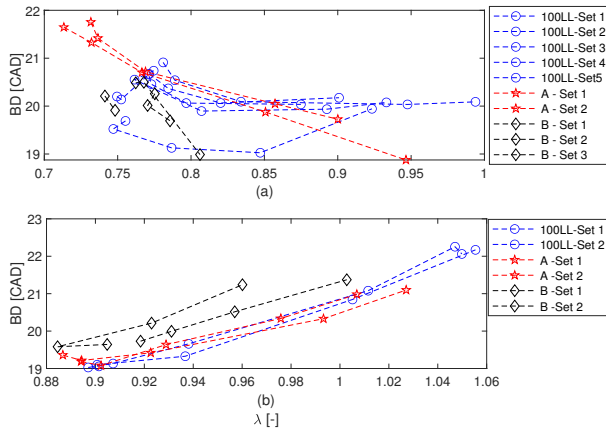 22
21
20
19
BD [CAD]
0.7 0.75 0.8 0.85 0.9 0.95 1
(a)
100LL-Set 1
100LL-Set 2
100LL-Set 3
100LL-Set 4
100LL-Set5
A - Set 1
A - Set 2
B - Set 1
B - Set 2
B - Set 3
23
22
21
20
19
BD [CAD]
0.88 0.9 0.92 0.94 0.96 0.98 1 1.02 1.04 1.06
(b)
λ [-]
100LL-Set 1
100LL-Set 2
A -Set 1
A -Set 2
B -Set 1
B -Set 2